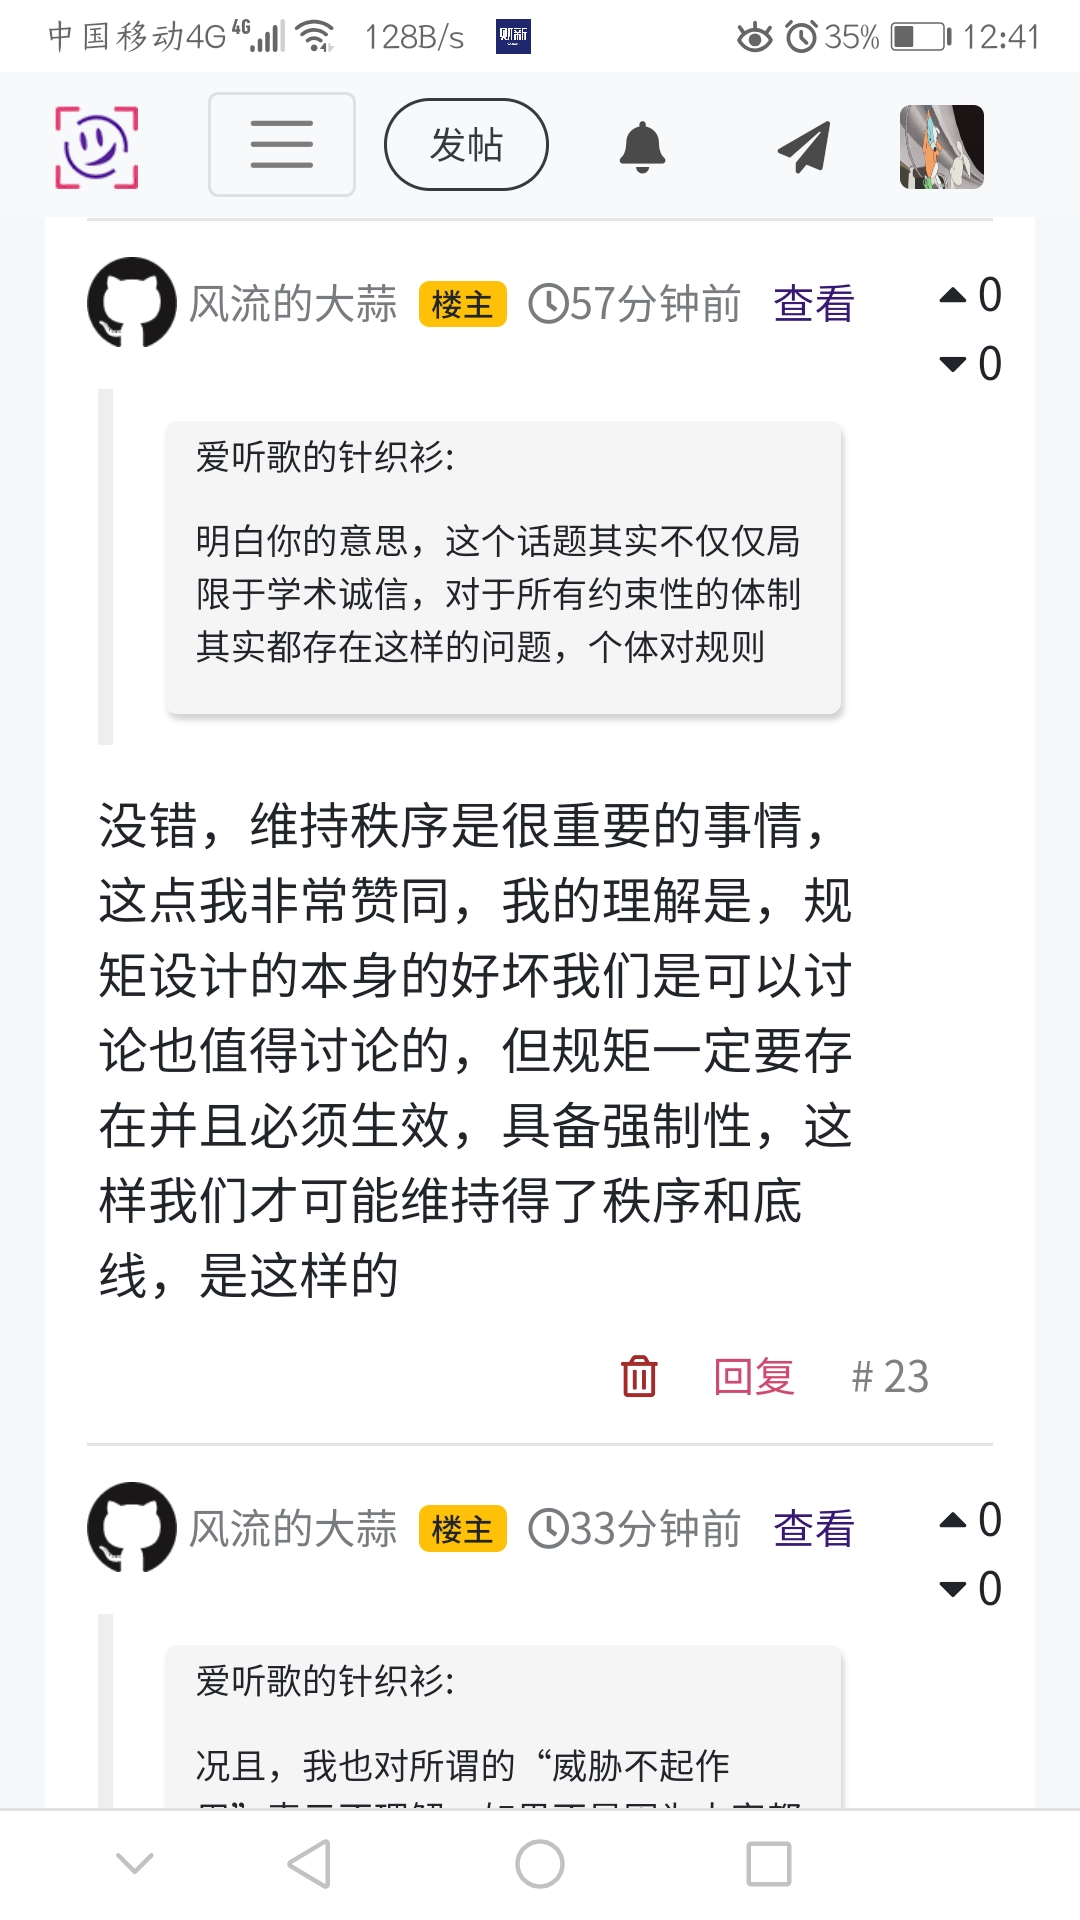 中国移动4G 4G 128B/s 财新 35% 12:41
发帖
风流的大蒜 楼主 57分钟前 查看 0
0
爱听歌的针织衫:
明白你的意思，这个话题其实不仅仅局
限于学术诚信，对于所有约束性的体制
其实都存在这样的问题，个体对规则
没错，维持秩序是很重要的事情，
这点我非常赞同，我的理解是，规
矩设计的本身的好坏我们是可以讨
论也值得讨论的，但规矩一定要存
在并且必须生效，具备强制性，这
样我们才可能维持得了秩序和底
线，是这样的
回复 # 23
风流的大蒜 楼主 33分钟前 查看 0
0
爱听歌的针织衫:
况且，我也对所谓的“威胁不起作